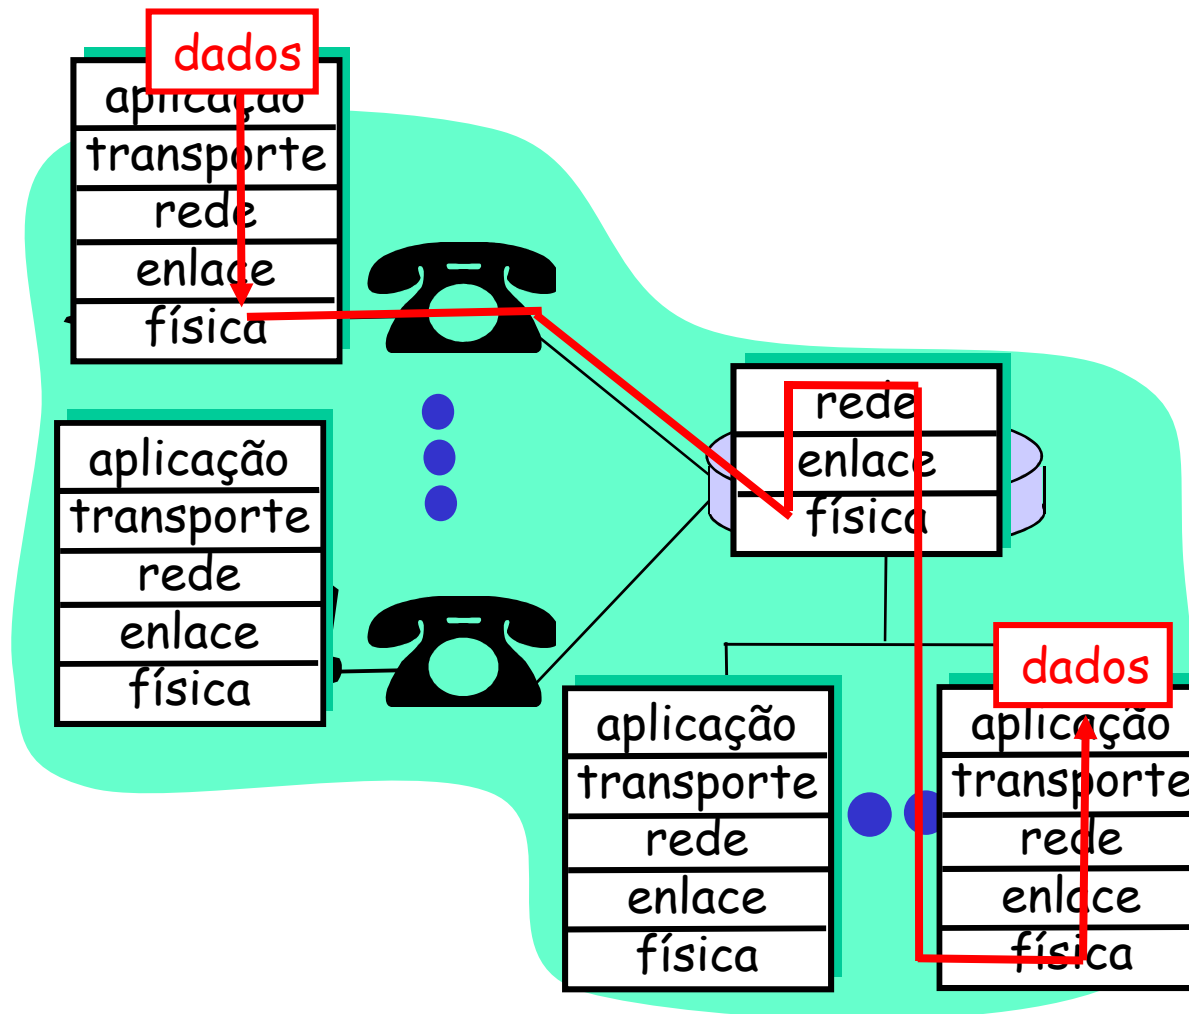 dados
aplicação
transporte
rede
enlace
física
aplicação
transporte
rede
enlace
física
rede
enlace
física
aplicação
transporte
rede
enlace
física
dados
aplicação
transporte
rede
enlace
física